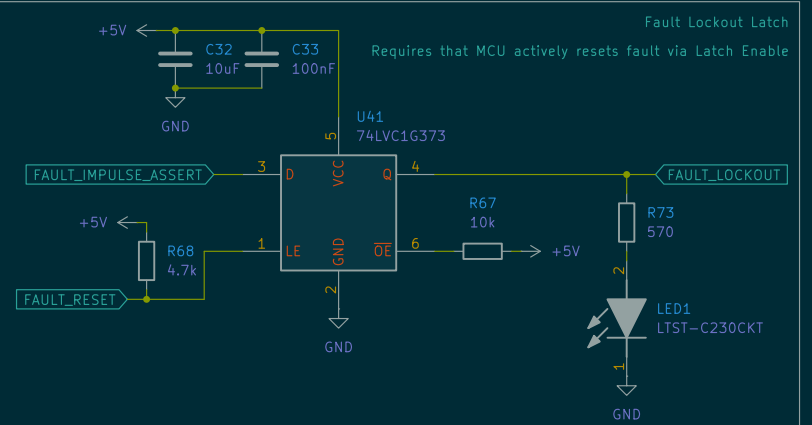 Fault Lockout Latch
Requires that MCU actively resets fault via Latch Enable
+5V
C32
10uF
C33
100nF
GND
U41
74LVC1G373
5
VCC
FAULT_IMPULSE_ASSERT
3
D
Q
4
FAULT_LOCKOUT
+5V
R68
4.7k
1
LE
GND
OE
6
R67
10k
+5V
R73
570
FAULT_RESET
2
GND
2
LED1
LTST-C230CKT
1
GND